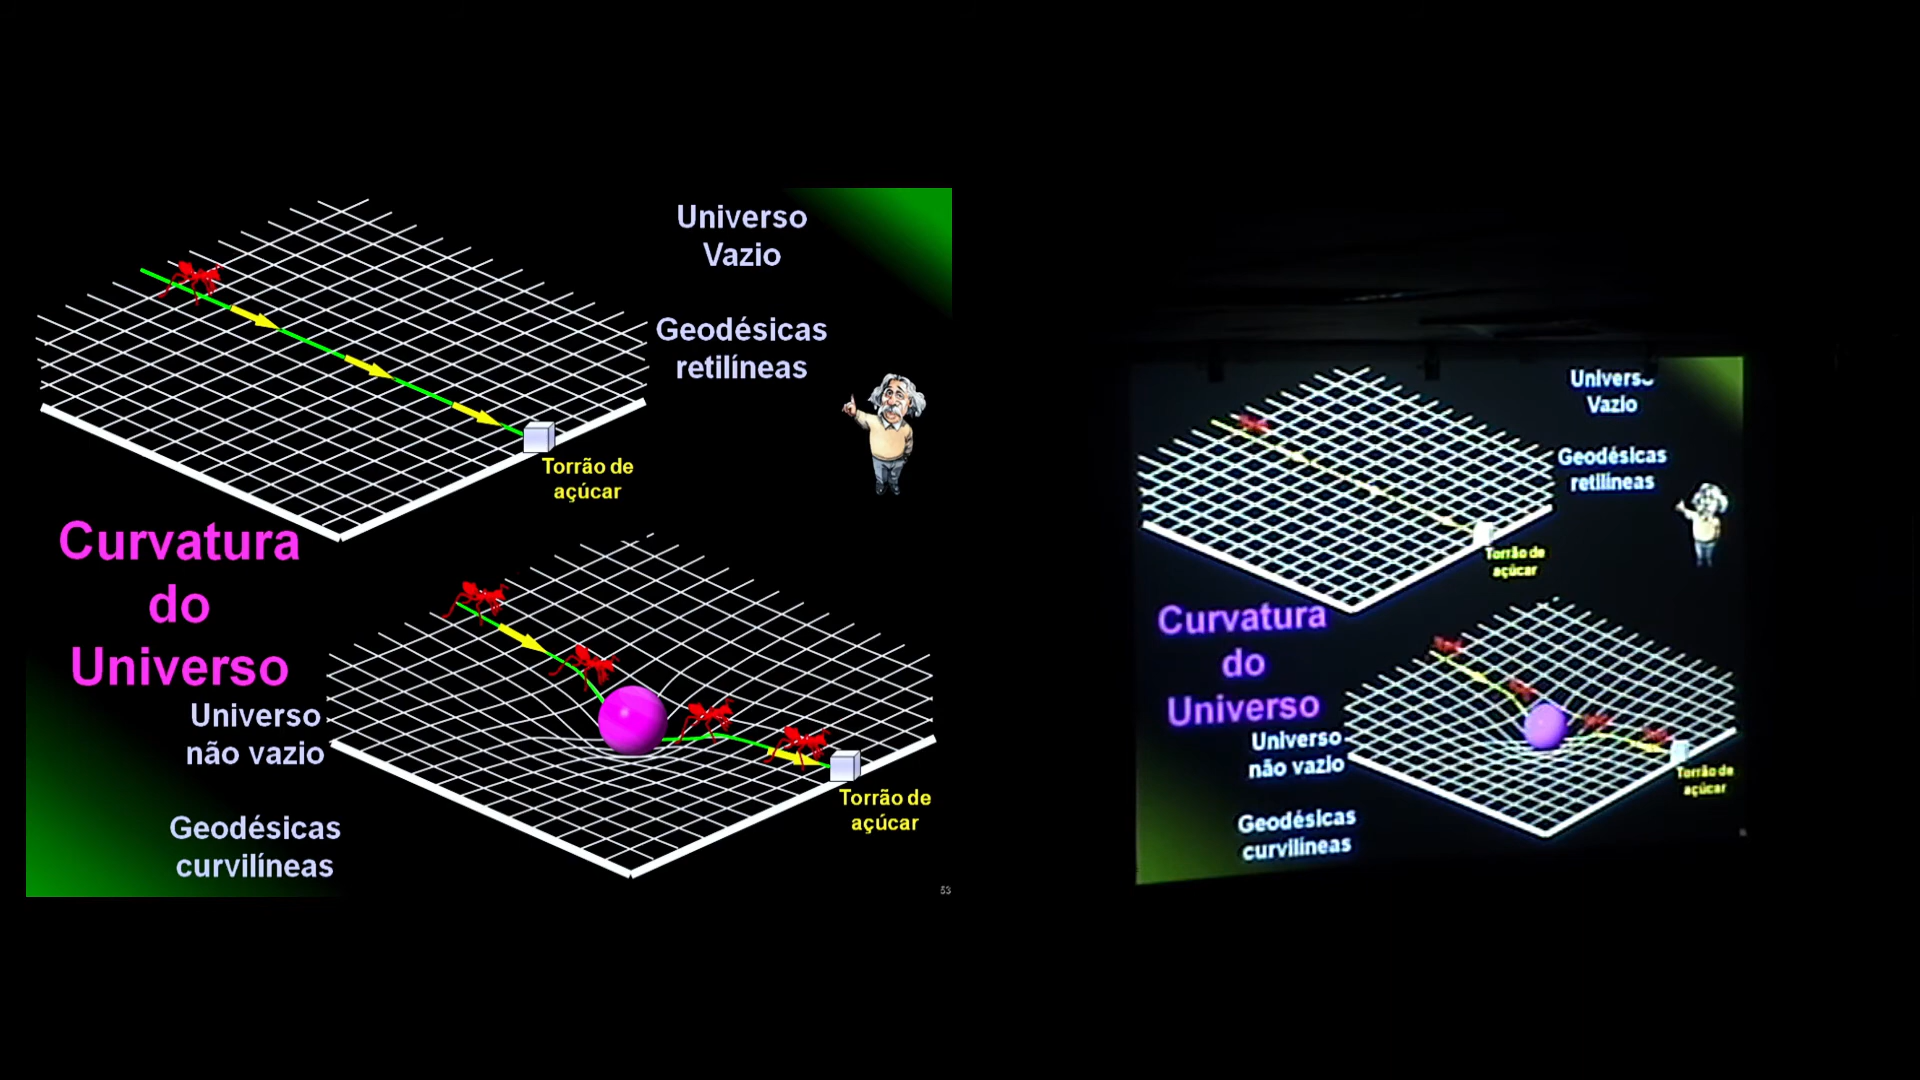 Universo
Vazio
Geodésicas
retilíneas
Torrão de
açúcar
Curvatura
do
Universo
Universo
não vazio
Geodésicas
curvilíneas
Torrão de
açúcar
53
Universo
Vazio
Geodésicas
retilíneas
Torrão de
açúcar
Curvatura
do
Universo
Universo
não vazio
Geodésicas
curvilíneas
Torrão de
açúcar